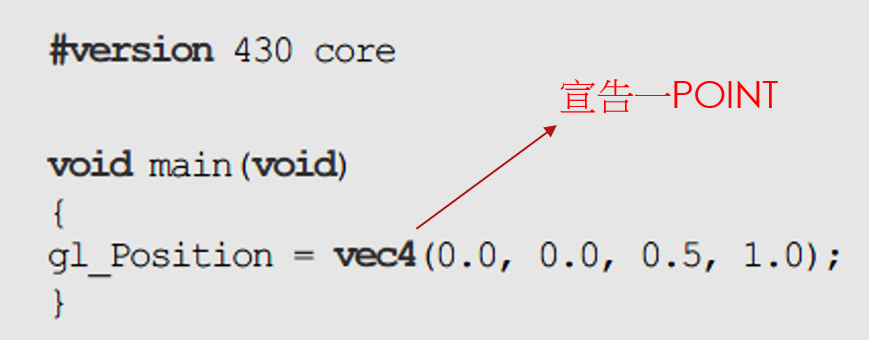 #version 430 core
宣告一POINT
void main(void)
{
gl_Position = vec4(0.0, 0.0, 0.5, 1.0);
}